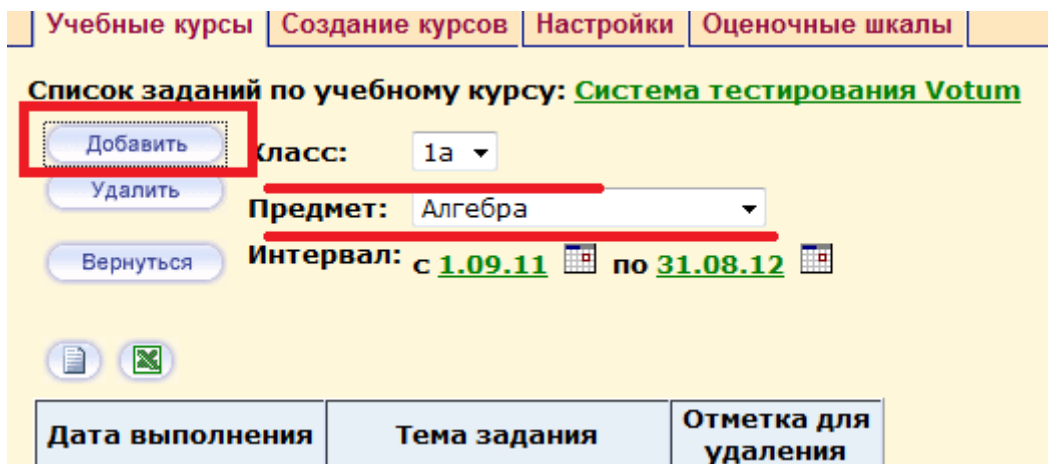 Учебные курсы Создание курсов Настройки Оценочные шкалы
Список заданий по учебному курсу: Система тестирования Votum
Добавить
Класс: 1а
Удалить
Предмет: Алгебра
Вернуться
Интервал: с 1.09.11 по 31.08.12
Дата выполнения Тема задания Отметка для
удаления